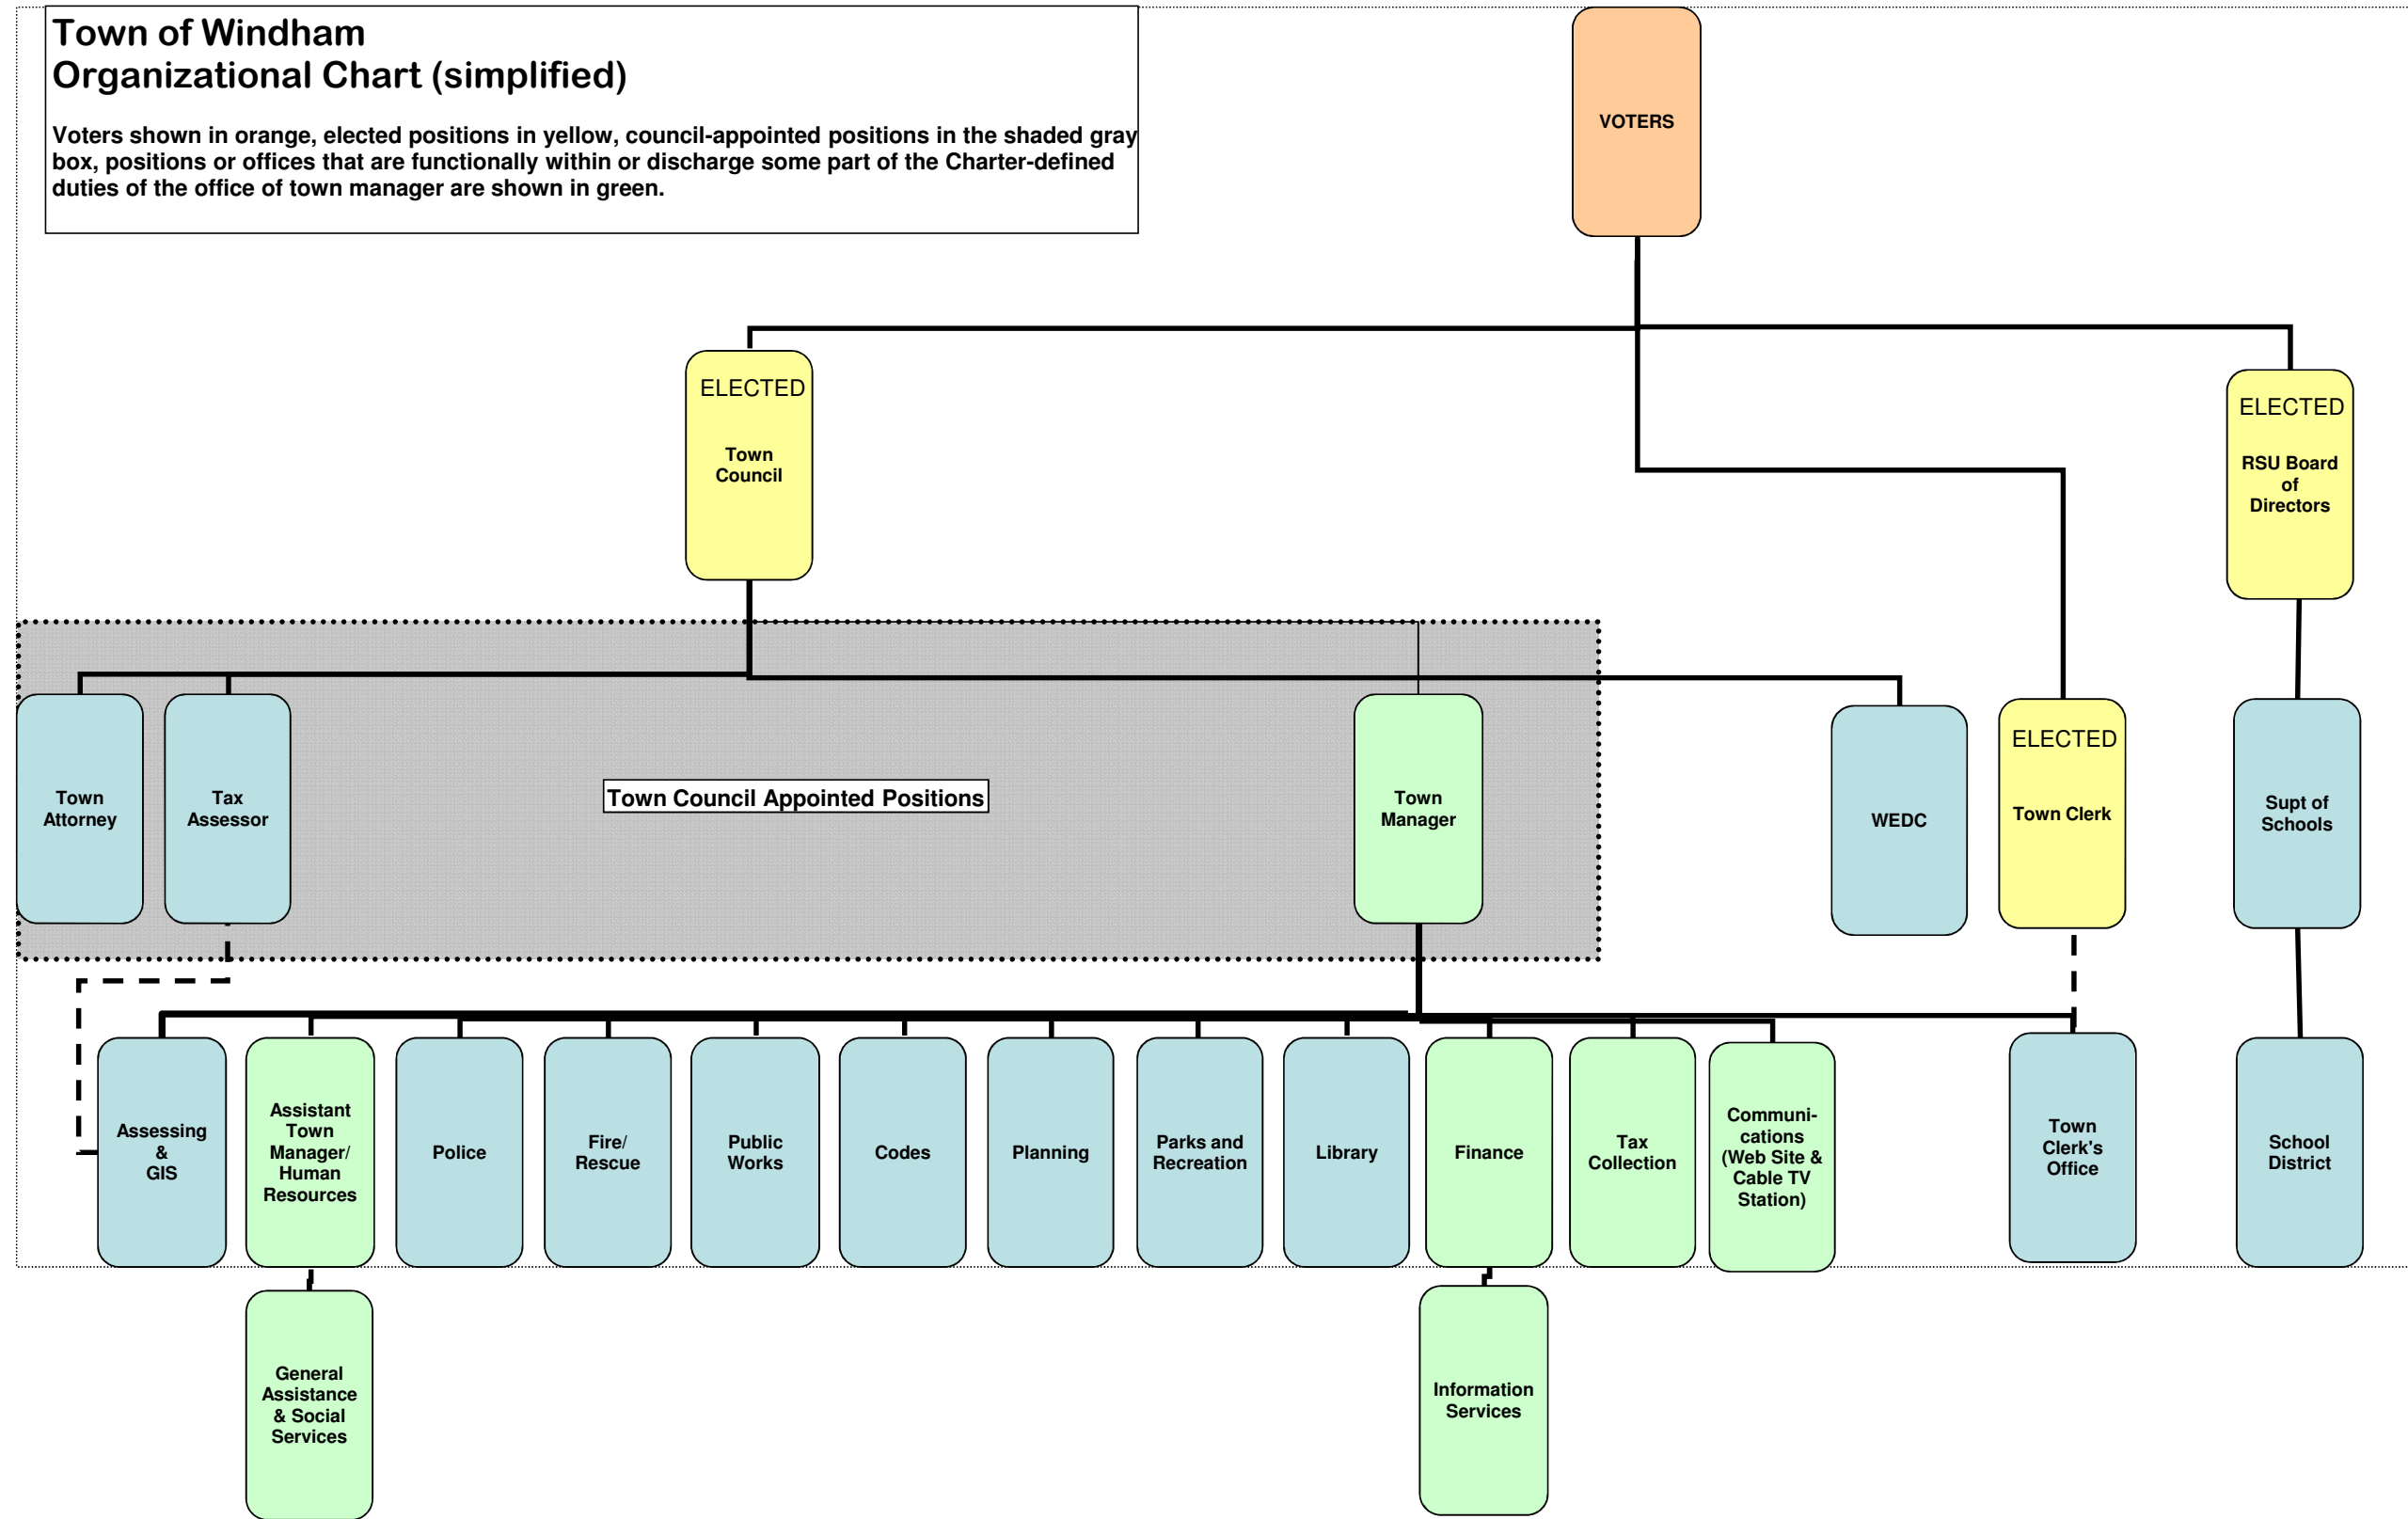 Town of Windham
Organizational Chart (simplified)
Voters shown in orange, elected positions in yellow, council-appointed positions in the shaded gray
box, positions or offices that are functionally within or discharge some part of the Charter-defined
duties of the office of town manager are shown in green.
VOTERS
ELECTED
Town
Council
ELECTED
RSU Board
of
Directors
Town
Attorney
Tax
Assessor
Town Council Appointed Positions
Town
Manager
WEDC
ELECTED
Town Clerk
Supt of
Schools
Assessing
&
GIS
Assistant
Town
Manager/
Human
Resources
Police
Fire/
Rescue
Public
Works
Codes
Planning
Parks and
Recreation
Library
Finance
Tax
Collection
Communi-
cations
(Web Site &
Cable TV
Station)
Town
Clerk's
Office
School
District
General
Assistance
& Social
Services
Information
Services